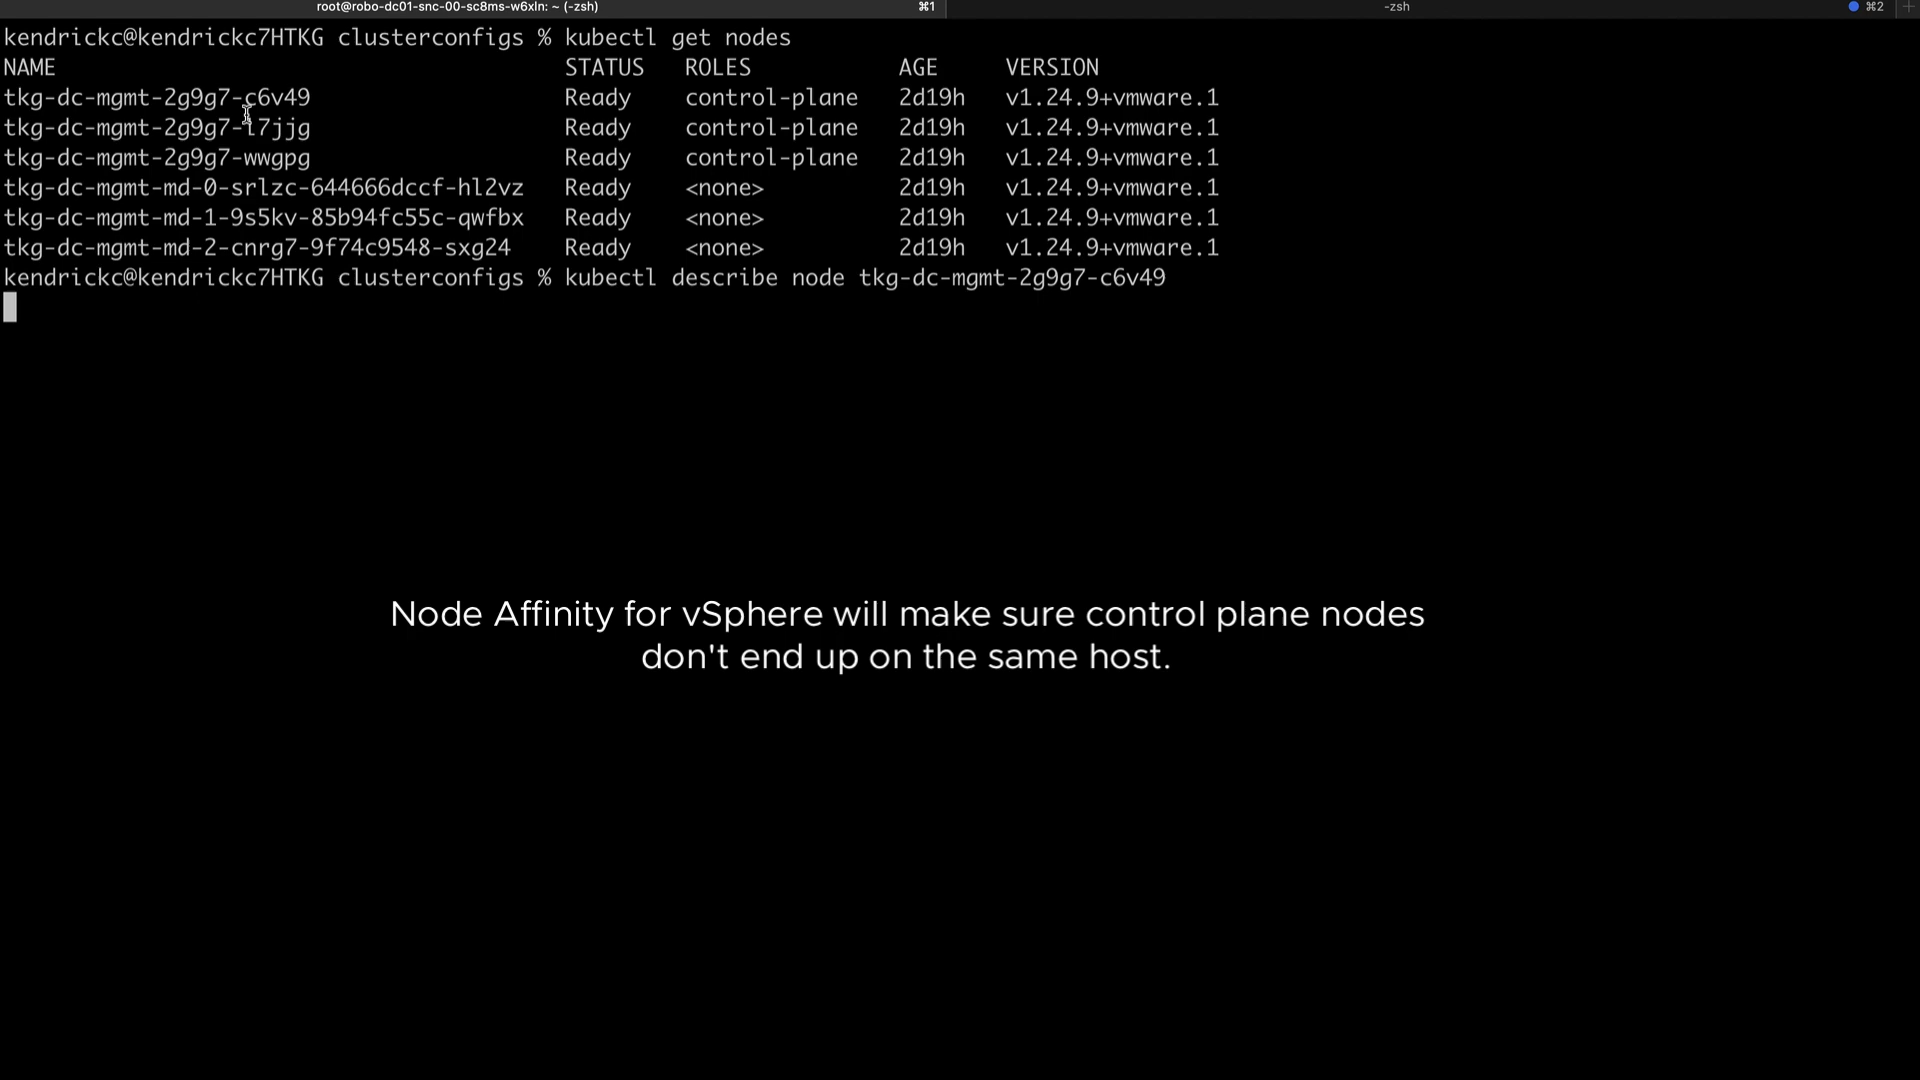 root@robo-dc01-snc-00-sc8ms-w6xln: ~ (-zsh) ⌘1 -zsh ⌘2 +
kendrickc@kendrickc7HTKG clusterconfigs % kubectl get nodes
NAME STATUS ROLES AGE VERSION
tkg-dc-mgmt-2g9g7-c6v49 Ready control-plane 2d19h v1.24.9+vmware.1
tkg-dc-mgmt-2g9g7-l7jjg Ready control-plane 2d19h v1.24.9+vmware.1
tkg-dc-mgmt-2g9g7-wwgpg Ready control-plane 2d19h v1.24.9+vmware.1
tkg-dc-mgmt-md-0-srlzc-644666dccf-hl2vz Ready <none> 2d19h v1.24.9+vmware.1
tkg-dc-mgmt-md-1-9s5kv-85b94fc55c-qwfbx Ready <none> 2d19h v1.24.9+vmware.1
tkg-dc-mgmt-md-2-cnrg7-9f74c9548-sxg24 Ready <none> 2d19h v1.24.9+vmware.1
kendrickc@kendrickc7HTKG clusterconfigs % kubectl describe node tkg-dc-mgmt-2g9g7-c6v49
Node Affinity for vSphere will make sure control plane nodes
don't end up on the same host.